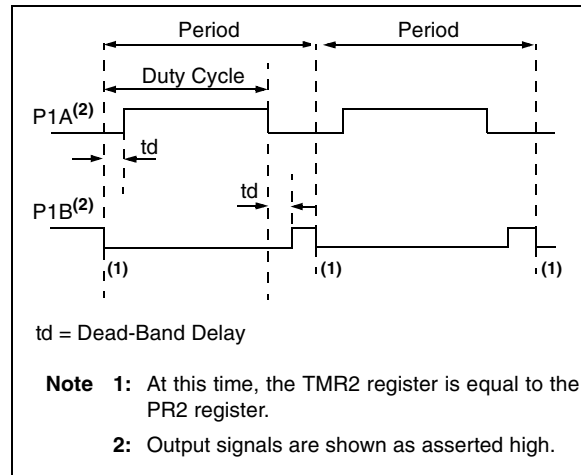 Period Period
Duty Cycle
P1A(2)
td
td
P1B(2)
(1) (1) (1)
td = Dead-Band Delay
Note 1: At this time, the TMR2 register is equal to the
PR2 register.
2: Output signals are shown as asserted high.